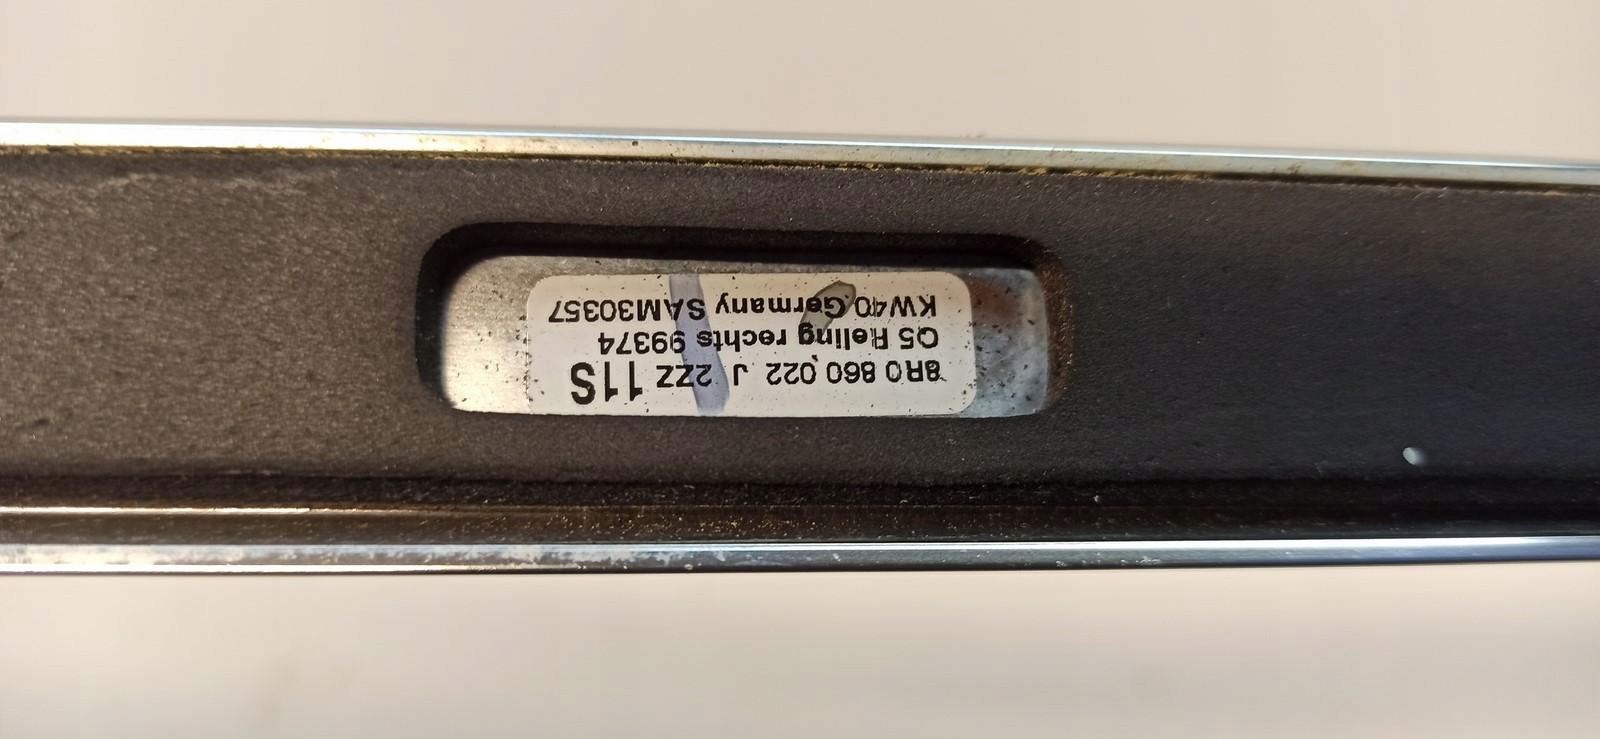 8R0 860 022 J 2ZZ 11S
Q5 Reling rechts 99374
KW40 Germany SAM30357